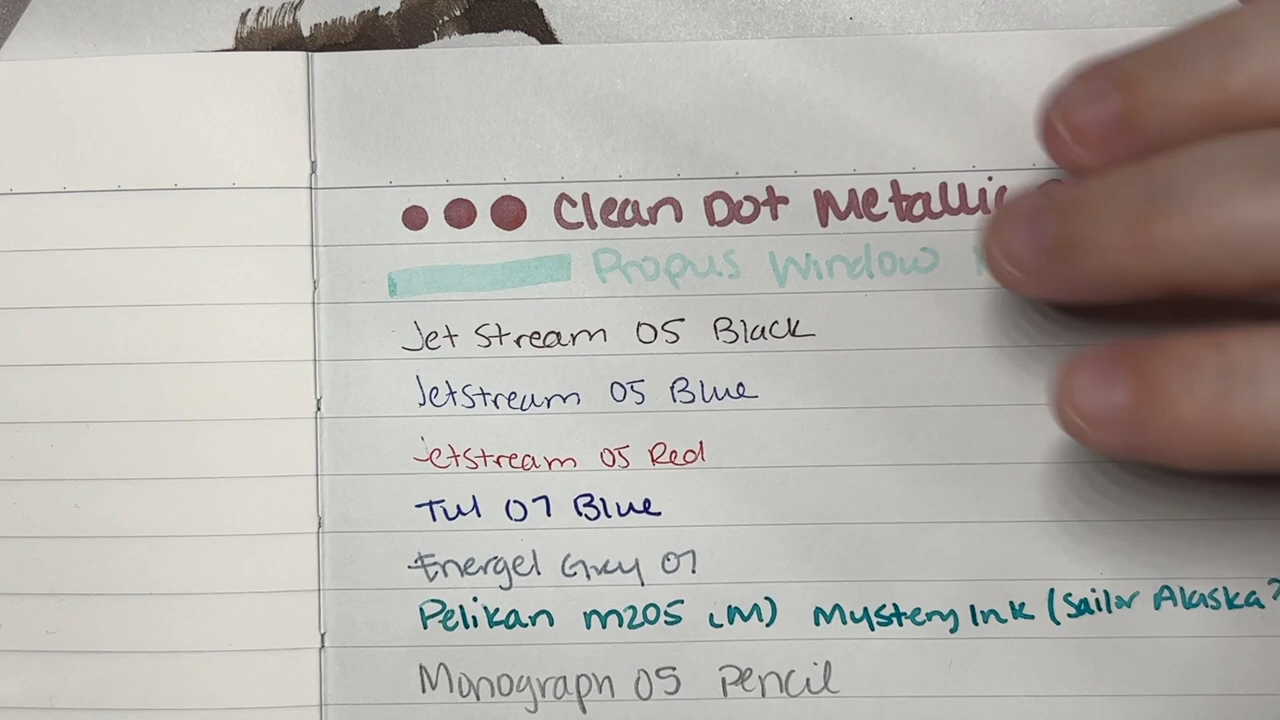 Clean Dot Metallic
Propus Window
Jet Stream 05 Black
Jetstream 05 Blue
Jetstream 05 Red
Tul 07 Blue
Energel Grey 07
Pelikan m205 (M) Mystery Ink (Sailor Alaska?
Monograph 05 Pencil